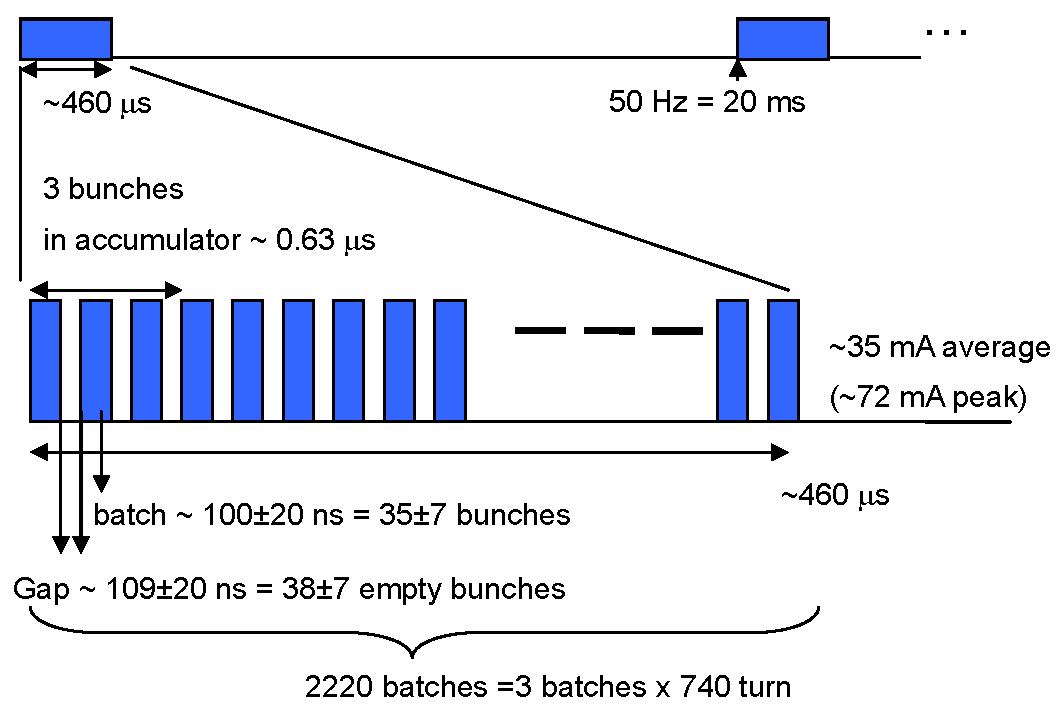 ...
~460 μs
50 Hz = 20 ms
3 bunches
in accumulator ~ 0.63 μs
~35 mA average
(~72 mA peak)
~460 μs
batch ~ 100±20 ns = 35±7 bunches
Gap ~ 109±20 ns = 38±7 empty bunches
2220 batches =3 batches x 740 turn